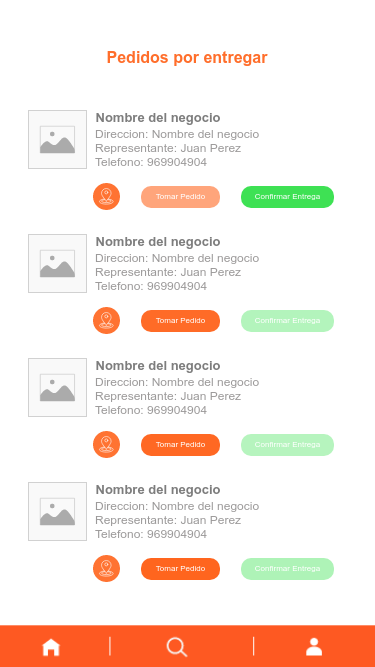 Pedidos por entregar
Nombre del negocio
Direccion: Nombre del negocio
Representante: Juan Perez
Telefono: 969904904
Tomar Pedido
Confirmar Entrega
Nombre del negocio
Direccion: Nombre del negocio
Representante: Juan Perez
Telefono: 969904904
Tomar Pedido
Confirmar Entrega
Nombre del negocio
Direccion: Nombre del negocio
Representante: Juan Perez
Telefono: 969904904
Tomar Pedido
Confirmar Entrega
Nombre del negocio
Direccion: Nombre del negocio
Representante: Juan Perez
Telefono: 969904904
Tomar Pedido
Confirmar Entrega